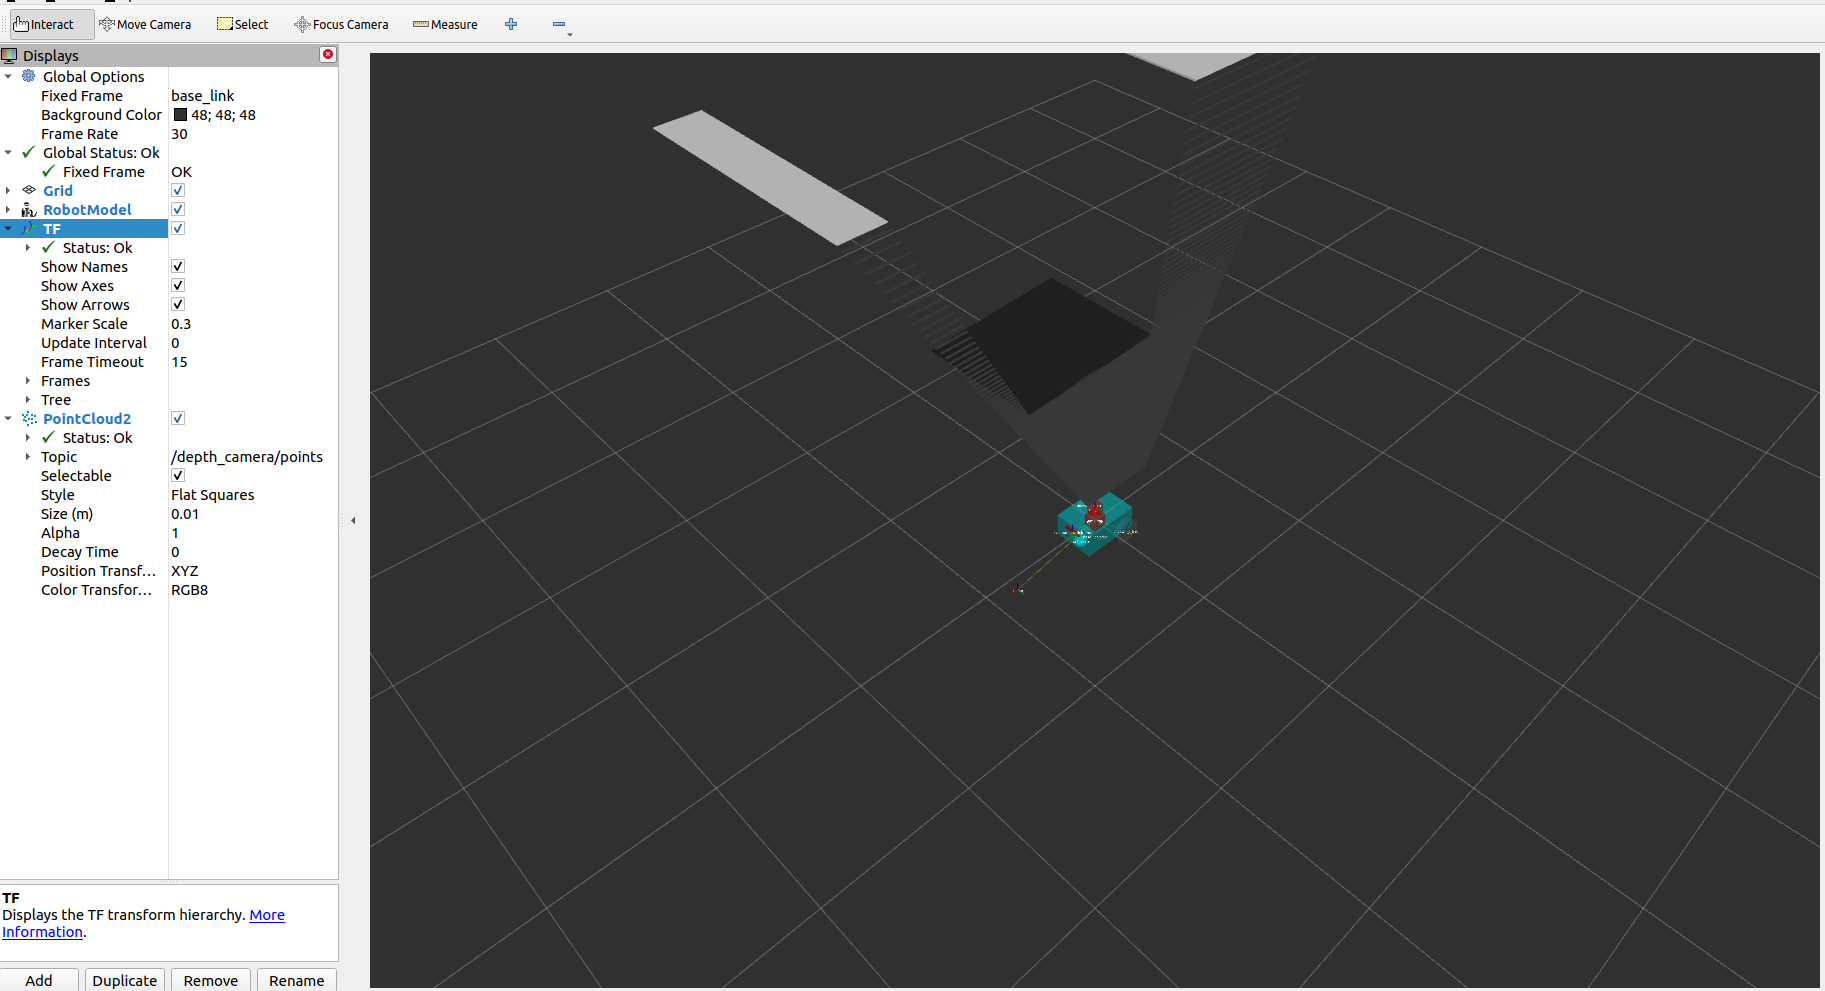 Interact Move Camera Select Focus Camera Measure
Displays
Global Options
Fixed Frame base_link
Background Color 48; 48; 48
Frame Rate 30
Global Status: Ok
Fixed Frame OK
Grid
RobotModel
TF
Status: Ok
Show Names
Show Axes
Show Arrows
Marker Scale 0.3
Update Interval 0
Frame Timeout 15
Frames
Tree
PointCloud2
Status: Ok
Topic /depth_camera/points
Selectable
Style Flat Squares
Size (m) 0.01
Alpha 1
Decay Time 0
Position Transf... XYZ
Color Transfor... RGB8
TF
Displays the TF transform hierarchy. More
Information.
Add Duplicate Remove Rename